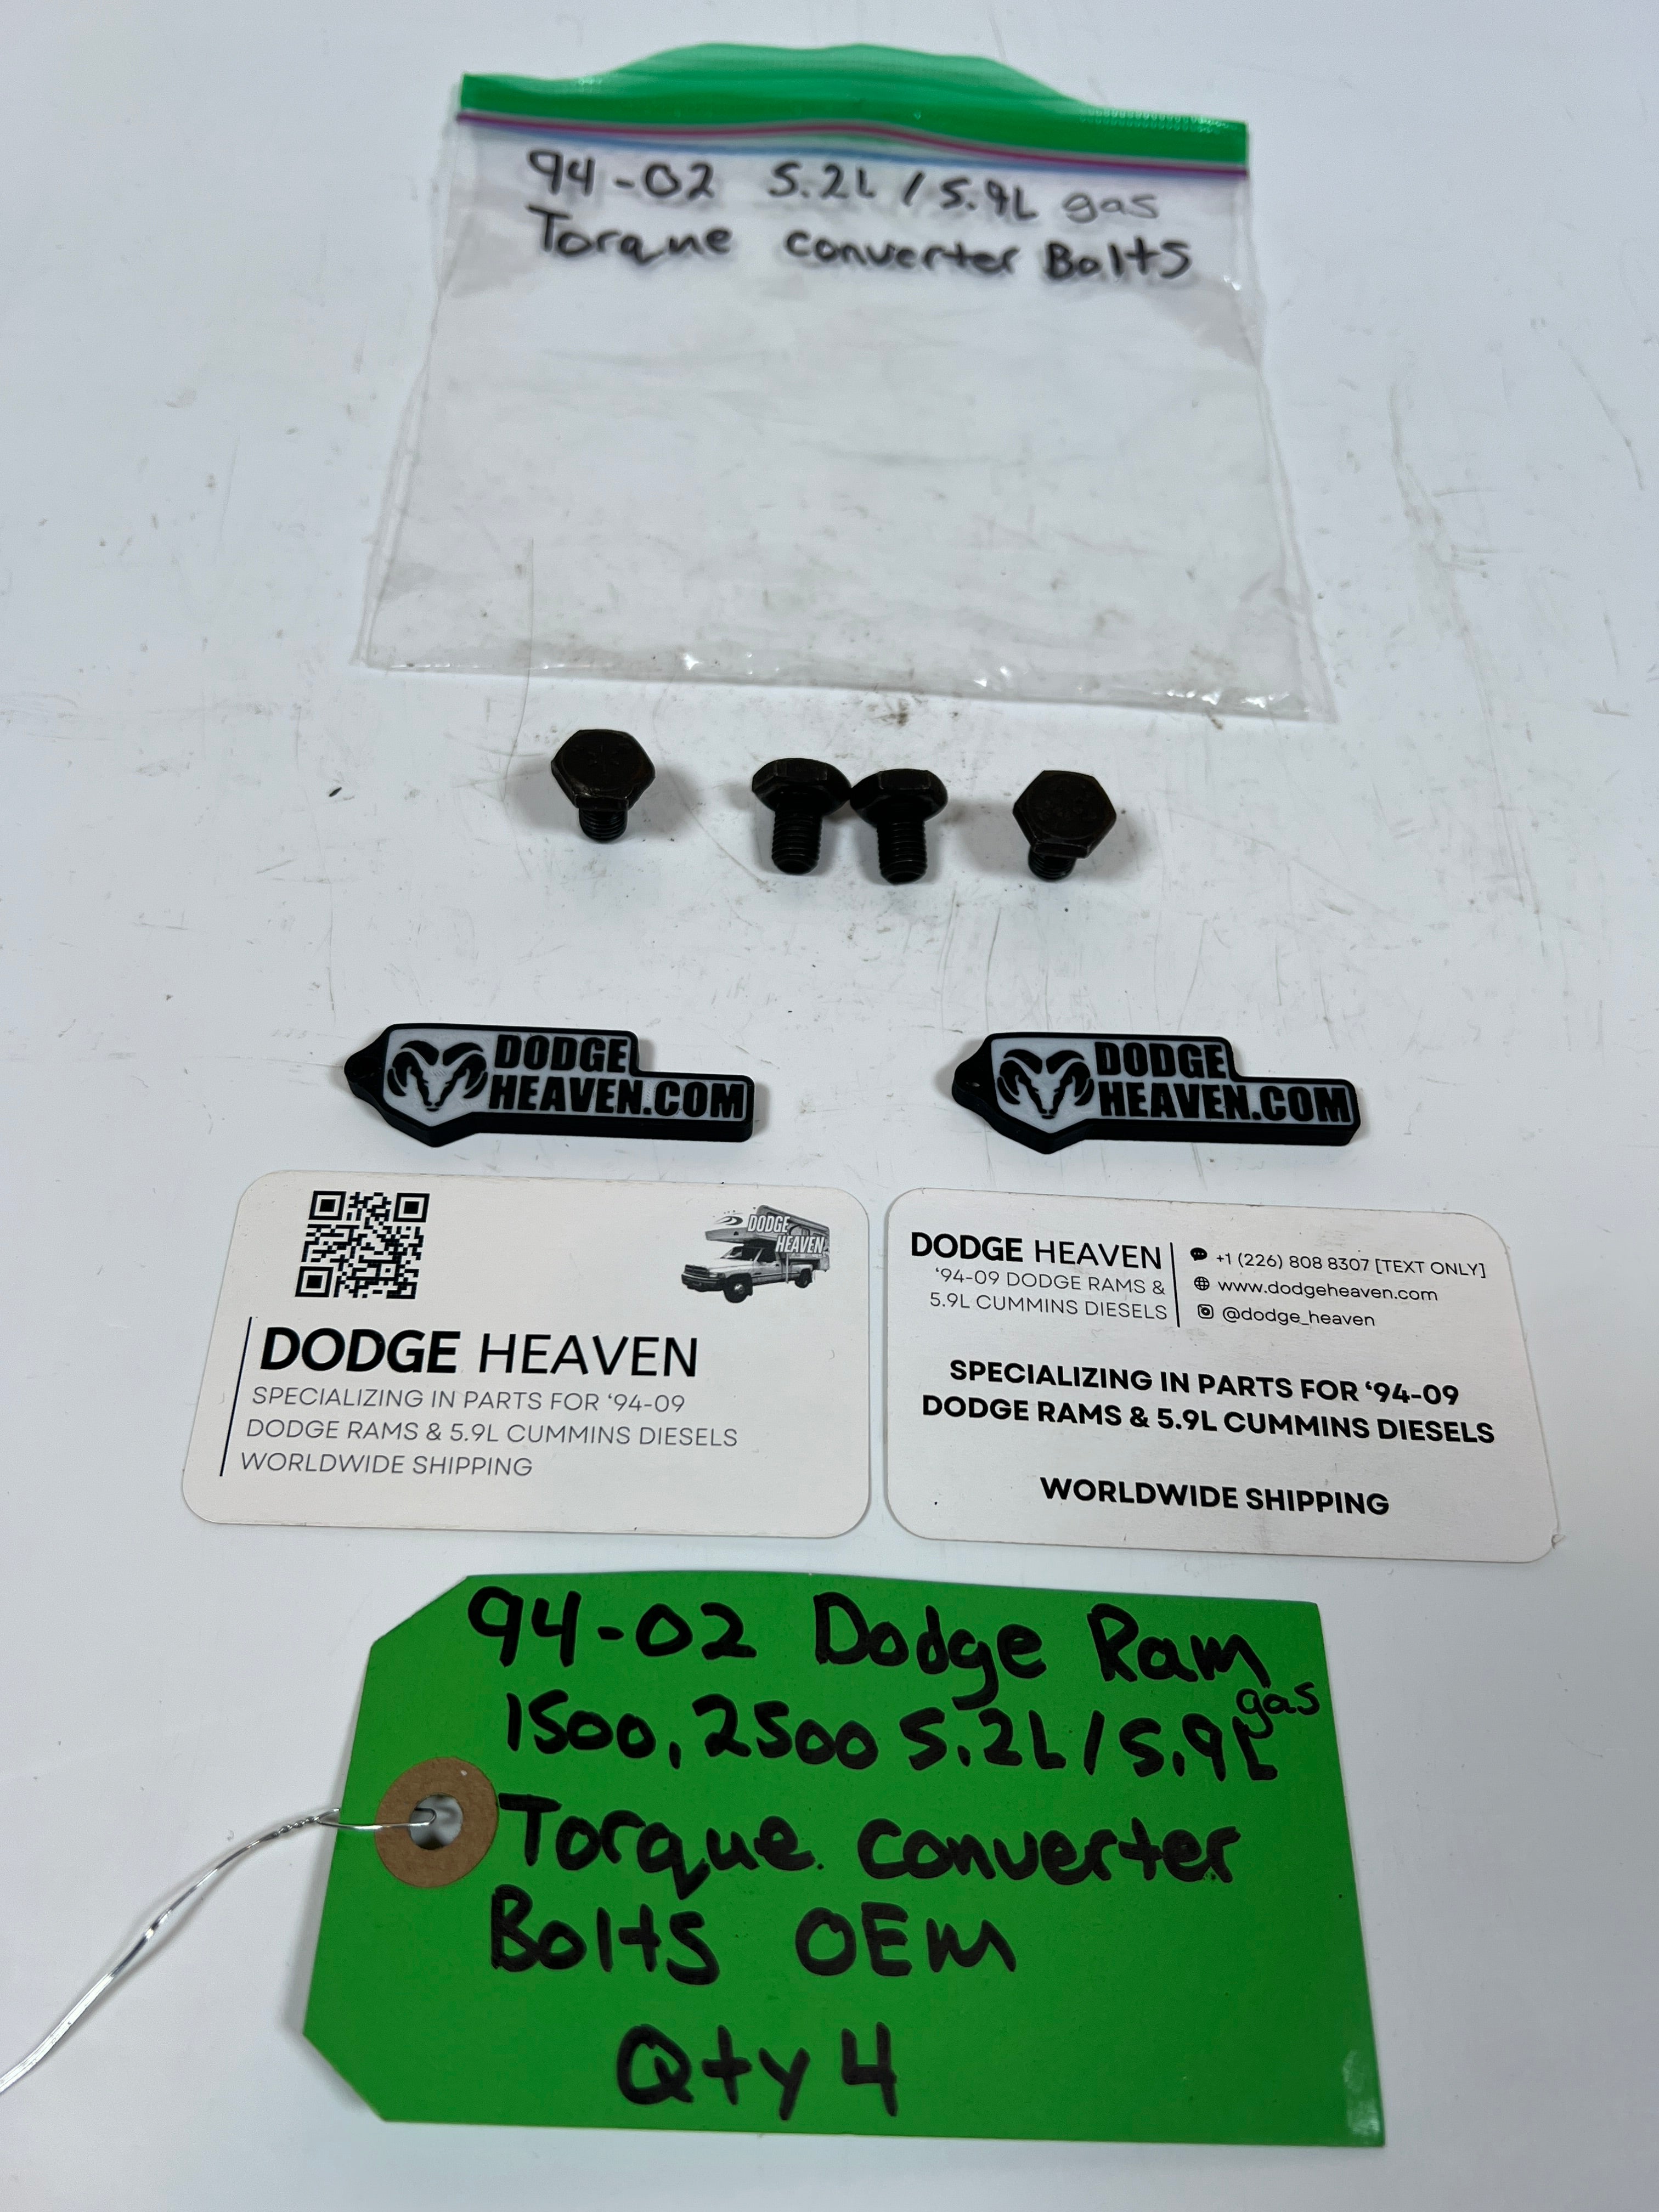 94-02 5.2L / 5.9L gas
Torque converter Bolts
DODGE
HEAVEN.COM
DODGE
HEAVEN.COM
DODGE
HEAVEN
DODGE HEAVEN
SPECIALIZING IN PARTS FOR ‘94-09
DODGE RAMS & 5.9L CUMMINS DIESELS
WORLDWIDE SHIPPING
DODGE HEAVEN
‘94-09 DODGE RAMS &
5.9L CUMMINS DIESELS
+1 (226) 808 8307 [TEXT ONLY]
www.dodgeheaven.com
@dodge_heaven
SPECIALIZING IN PARTS FOR ‘94-09
DODGE RAMS & 5.9L CUMMINS DIESELS
WORLDWIDE SHIPPING
94-02 Dodge Ram
1500, 2500 5.2L / 5.9L gas
Torque converter
Bolts OEM
Qty 4